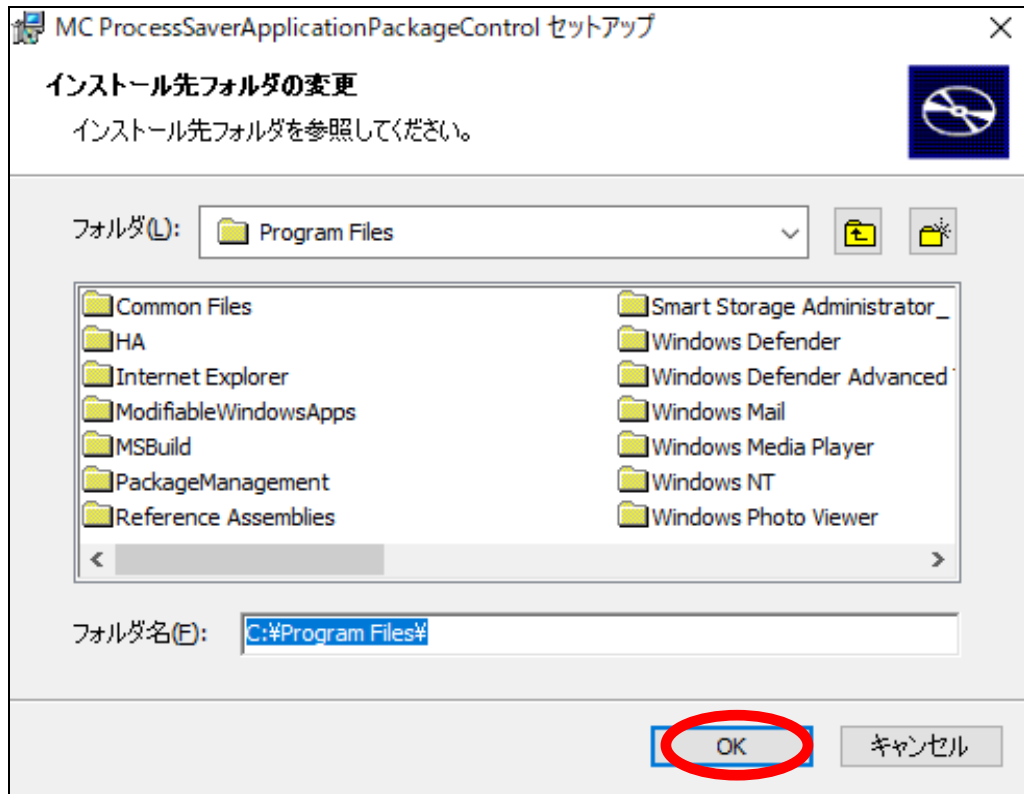 MC ProcessSaverApplicationPackageControl セットアップ
インストール先フォルダの変更
インストール先フォルダを参照してください。
フォルダ(L):
Program Files
Common Files
HA
Internet Explorer
ModifiableWindowsApps
MSBuild
PackageManagement
Reference Assemblies
Smart Storage Administrator_
Windows Defender
Windows Defender Advanced
Windows Mail
Windows Media Player
Windows NT
Windows Photo Viewer
フォルダ名(F):
C:¥Program Files¥
OK
キャンセル